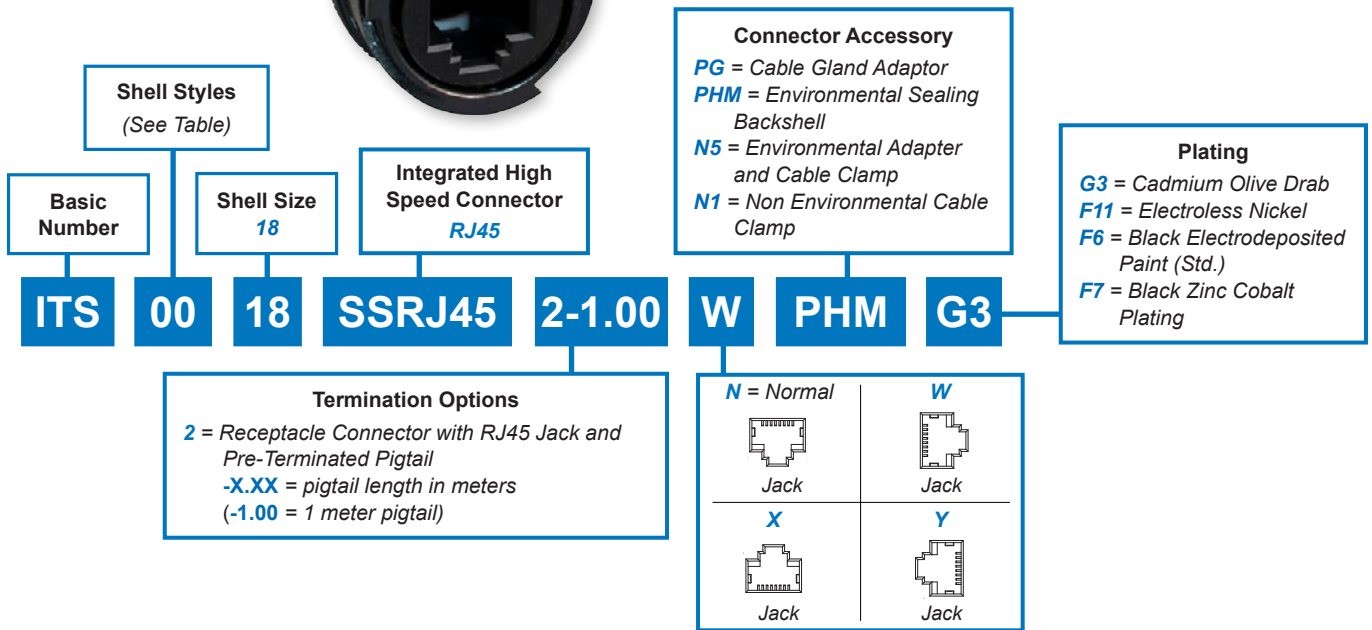 Connector Accessory
PG = Cable Gland Adaptor
PHM = Environmental Sealing
Backshell
N5 = Environmental Adapter
and Cable Clamp
N1 = Non Environmental Cable
Clamp
Shell Styles
(See Table)
Plating
G3 = Cadmium Olive Drab
F11 = Electroless Nickel
F6 = Black Electrodeposited
Paint (Std.)
F7 = Black Zinc Cobalt
Plating
Basic
Number
Shell Size
18
Integrated High
Speed Connector
RJ45
ITS 00 18 SSRJ45 2-1.00 W PHM G3
Termination Options
2 = Receptacle Connector with RJ45 Jack and
Pre-Terminated Pigtail
-X.XX = pigtail length in meters
(-1.00 = 1 meter pigtail)
N = Normal
Jack
W
Jack
X
Jack
Y
Jack